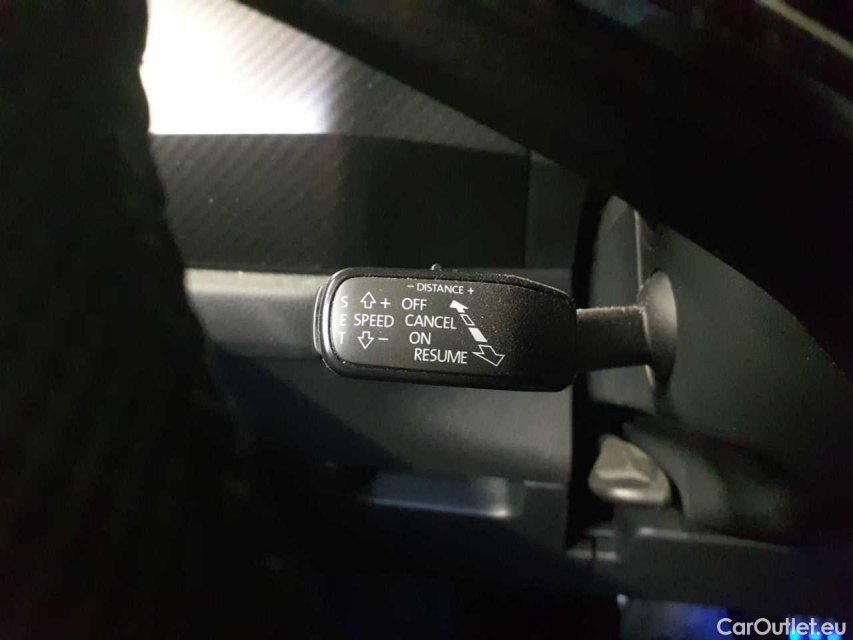 - DISTANCE +
S + OFF
E SPEED CANCEL
T - ON
RESUME
CarOutlet.eu